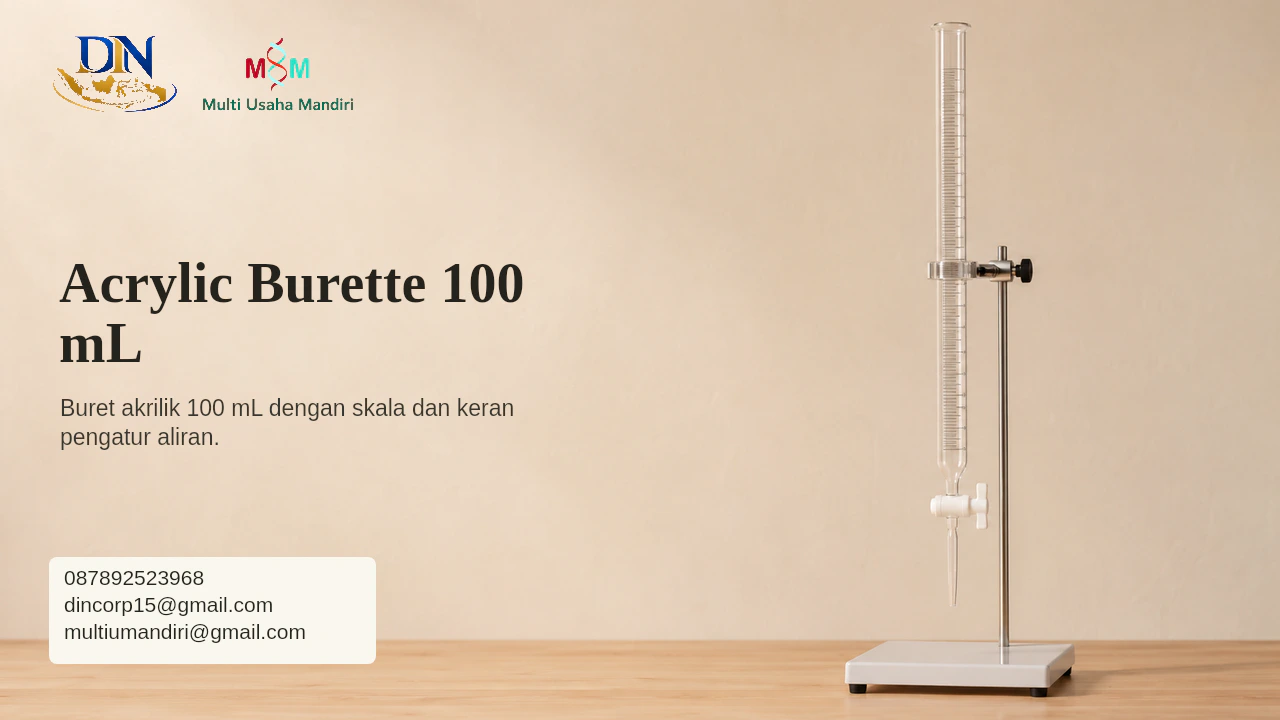 DIN
MSM
Multi Usaha Mandiri
Acrylic Burette 100
mL
Buret akrilik 100 mL dengan skala dan keran
pengatur aliran.
087892523968
dincorp15@gmail.com
multiumandiri@gmail.com